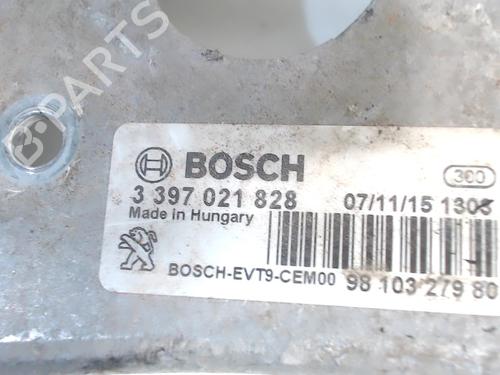 B-PARTS
BOSCH
300
3 397 021 828 07/11/15
Made in Hungary
BOSCH-EVT9-CEM00 98 103 279 80